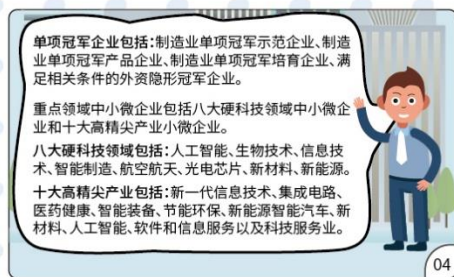 单项冠军企业包括:制造业单项冠军示范企业、制造
业单项冠军产品企业、制造业单项冠军培育企业、满
足相关条件的外资隐形冠军企业。
重点领域中小微企业包括八大硬科技领域中小微企
业和十大高精尖产业小微企业。
八大硬科技领域包括:人工智能、生物技术、信息技
术、智能制造、航空航天、光电芯片、新材料、新能源。
十大高精尖产业包括:新一代信息技术、集成电路、
医药健康、智能装备、节能环保、新能源智能汽车、新
材料、人工智能、软件和信息服务以及科技服务业。
04